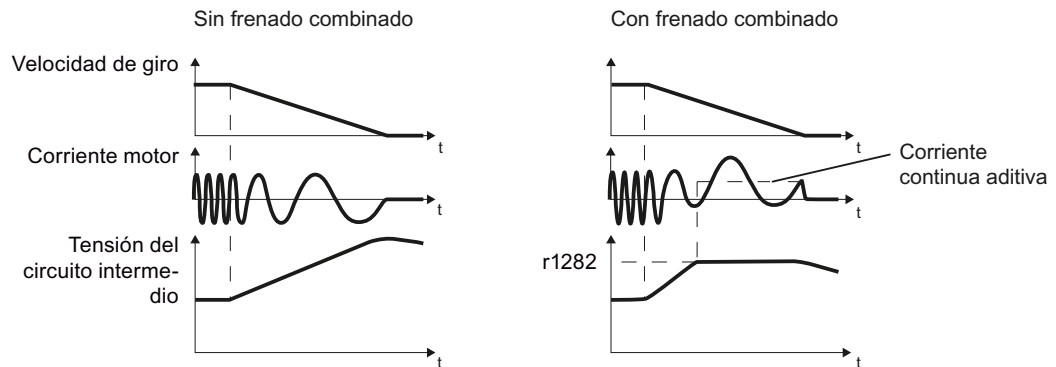 Sin frenado combinado
Con frenado combinado
Velocidad de giro
t
t
Corriente motor
Corriente
continua aditiva
t
t
Tensión del
circuito interme-
dio
r1282
t
t